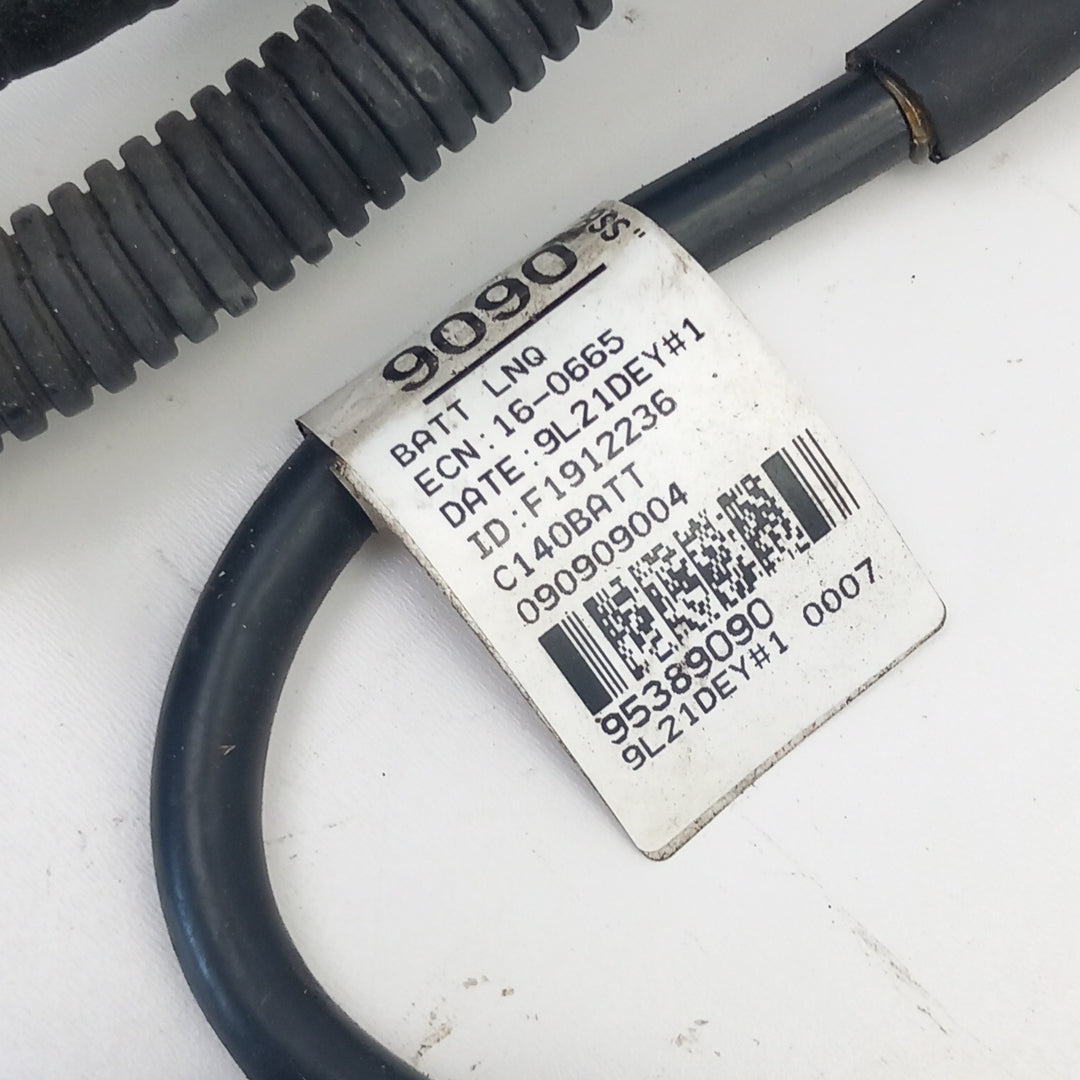 9090
BATT LNQ
ECN:16-0665
DATE:9L21DEY#1
ID:F1912236
C140BATT
090909004
95389090
9L21DEY#1 0007